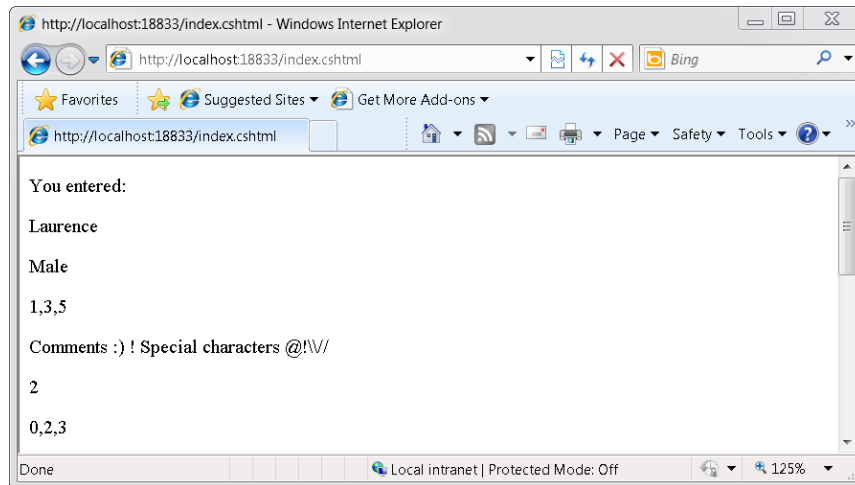 http://localhost:18833/index.cshtml - Windows Internet Explorer
http://localhost:18833/index.cshtml
Bing
Favorites Suggested Sites Get More Add-ons
http://localhost:18833/index.cshtml Page Safety Tools »
You entered:
Laurence
Male
1,3,5
Comments :) ! Special characters @!\\//
2
0,2,3
Done Local intranet | Protected Mode: Off 125%